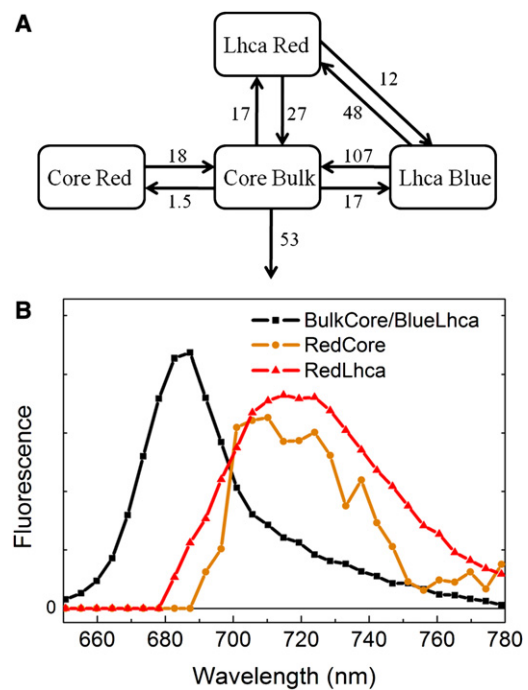 A
Lhca Red
12
17
27
48
18
107
Core Red
Core Bulk
Lhca Blue
1.5
17
53
B
BulkCore/BlueLhca
RedCore
RedLhca
Fluorescence
0
660 680 700 720 740 760 780
Wavelength (nm)